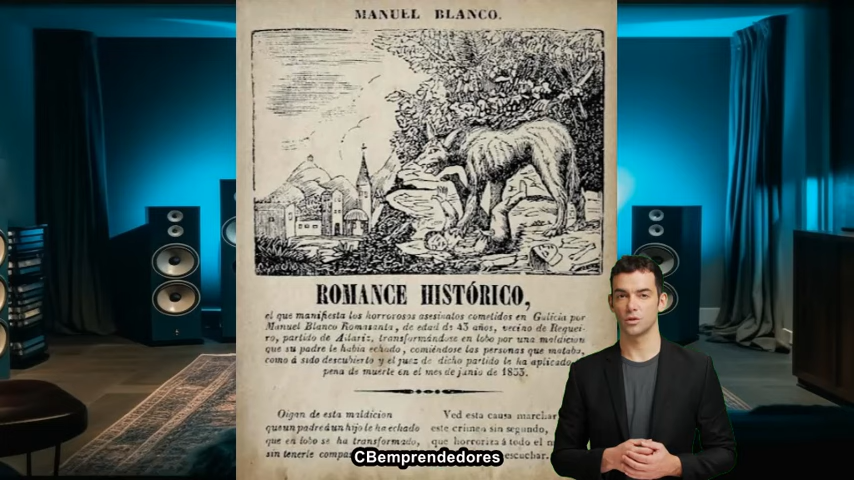 MANUEL BLANCO.
ROMANCE HISTÓRICO,
el que manifiesta los horrorosos asesinatos cometidos en Galicia por
Manuel Blanco Romasanta, de edad de 43 años, vecino de Reguei-
ro, partido de Allariz, transformándose en lobo por una maldicion
que su padre le habia echado, comiéndose las personas que mataba,
como á sido descubierto y el juez de dicho partido le ha aplicado
pena de muerte en el mes de junio de 1853.
Oigan de esta maldicion
que un padre á un hijo le ha echado
que en lobo se ha transformado,
sin tenerle
Ved esta causa marchar
este crimen sin segundo,
que horroriza á todo el
escuchar.
CBemprendedores